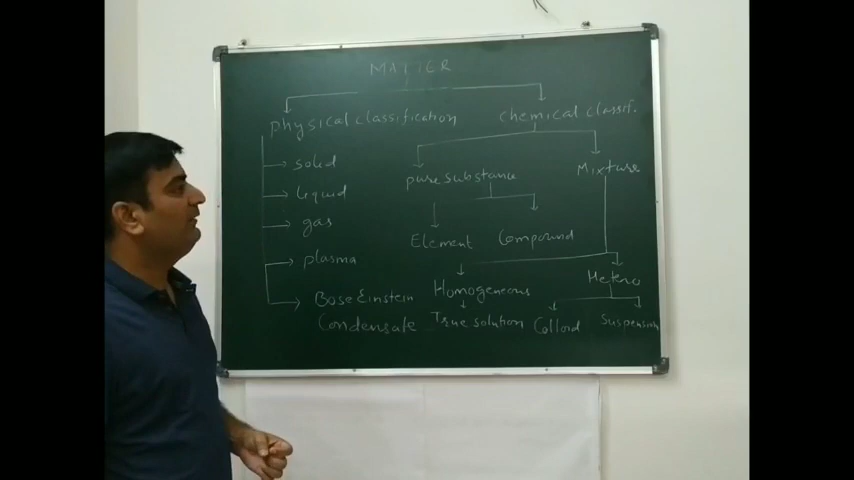 MATTER
physical classification
chemical classif.
solid
liquid
gas
plasma
Bose Einstein
Condensate
pure substance
Mixture
Element
Compound
Homogeneous
Hetero
True solution
Colloid
Suspension